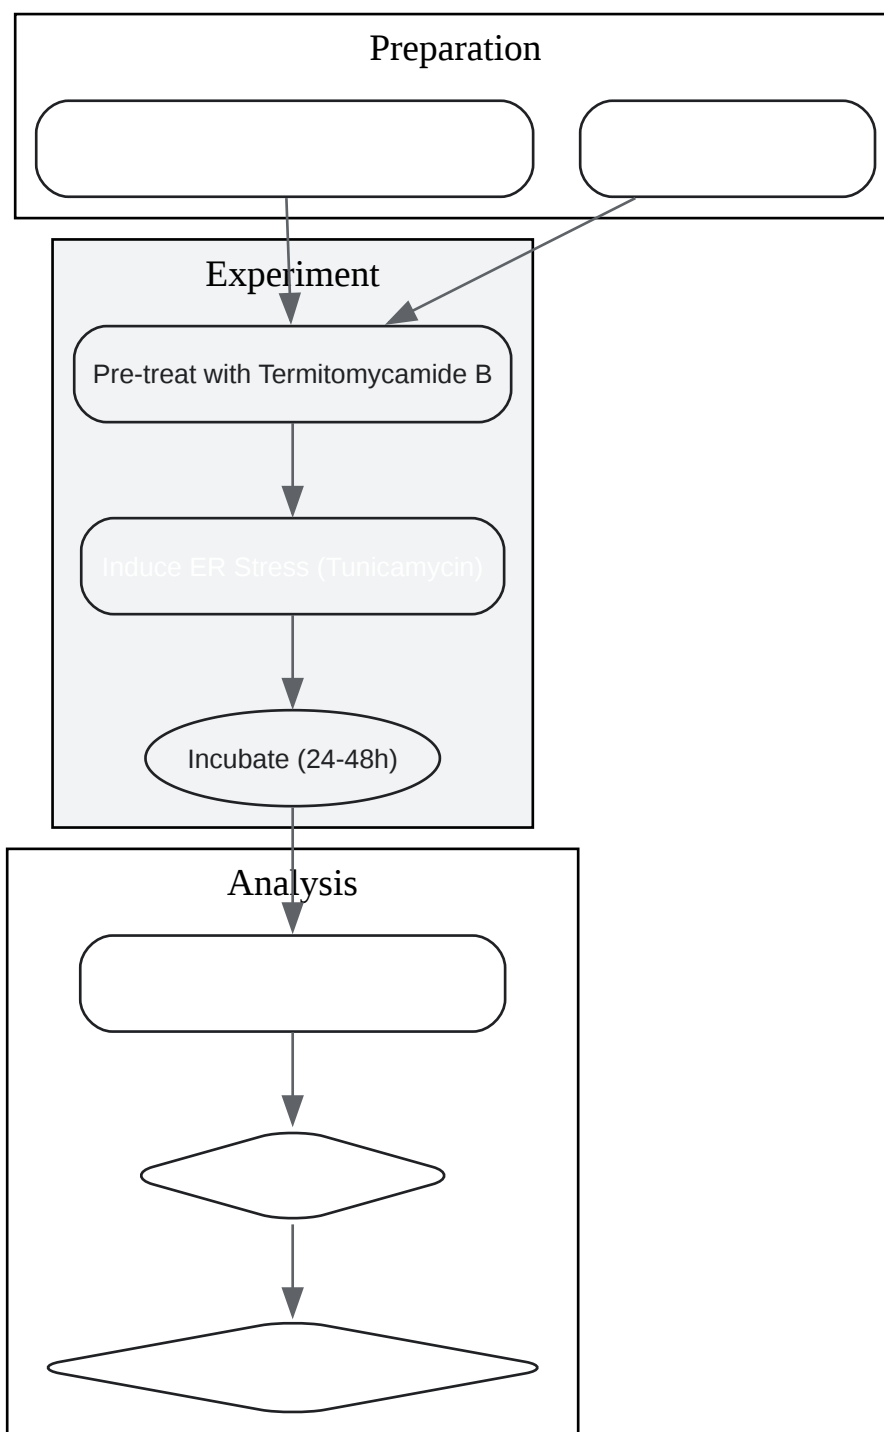 Preparation
Experiment
Pre-treat with Termitomycamide B
Induce ER Stress (Tunicamycin)
Incubate (24-48h)
Analysis